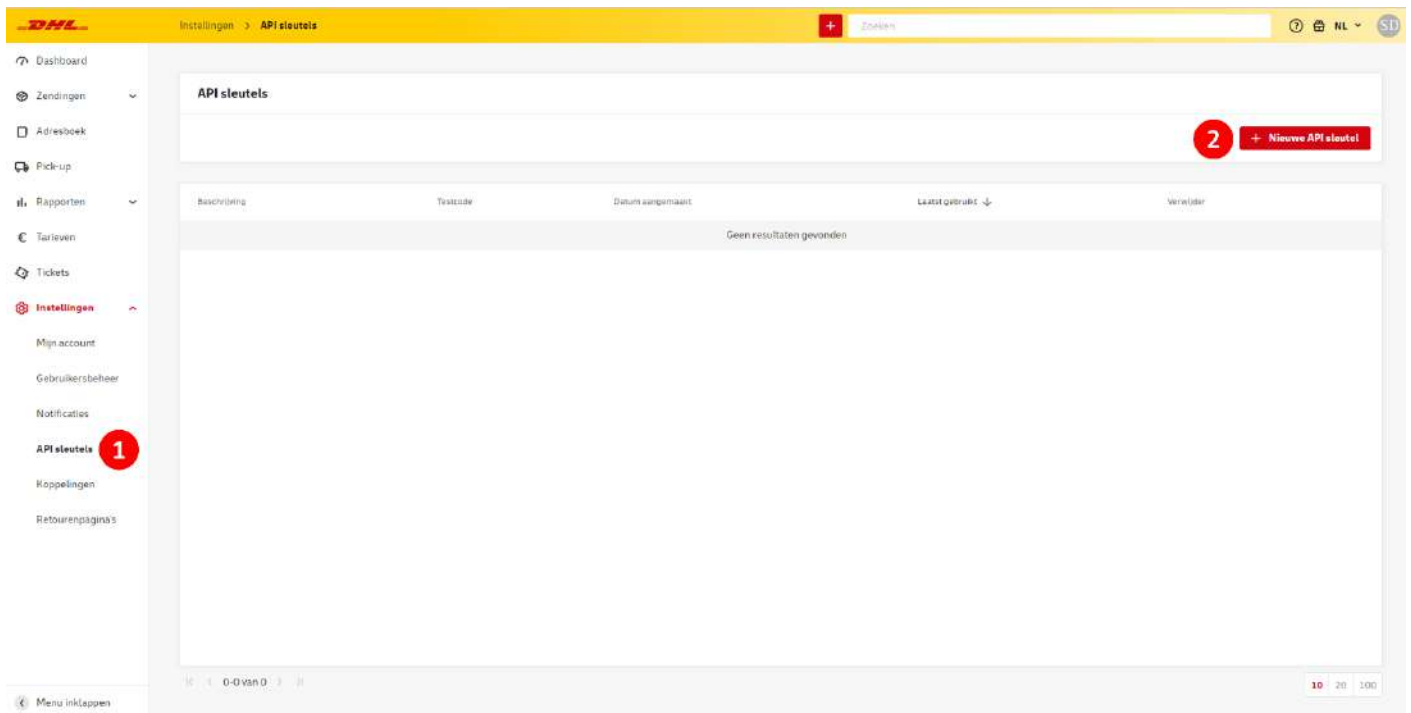 DHL
Instellingen > API sleutels
+
Zoeken
NL
SD
Dashboard
Zendingen
Adresboek
Pick-up
Rapporten
€ Tarieven
Tickets
Instellingen
Mijn account
Gebruikersbeheer
Notificaties
API sleutels 1
Koppelingen
Retourenpagina's
Menu inklappen
API sleutels
2 + Nieuwe API sleutel
Beschrijving Testcode Datum aangemaakt Laatst gebruikt Verwijder
Geen resultaten gevonden
0-0 van 0
10 20 100